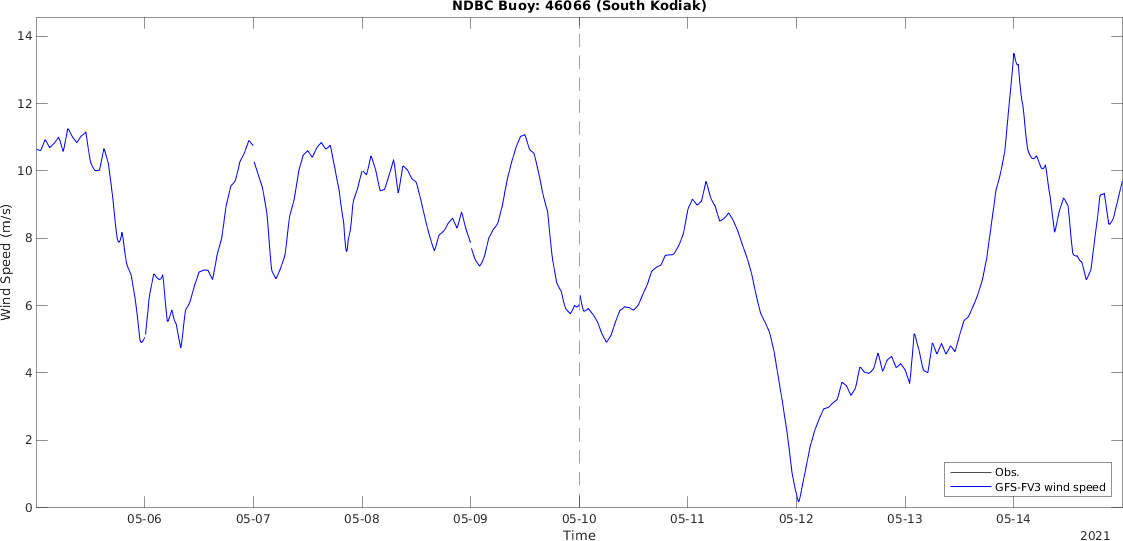 NDBC Buoy: 46066 (South Kodiak)
14
12
10
8
6
4
2
0
Wind Speed (m/s)
Obs.
GFS-FV3 wind speed
05-06 05-07 05-08 05-09 05-10 05-11 05-12 05-13 05-14
Time
2021